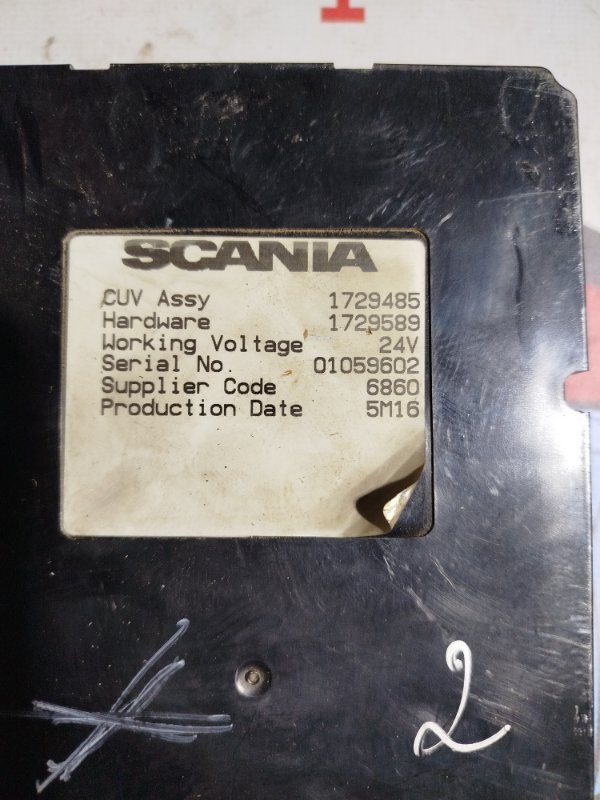 SCANIA
CUV Assy 1729485
Hardware 1729589
Working Voltage 24V
Serial No. 01059602
Supplier Code 6860
Production Date 5M16
2